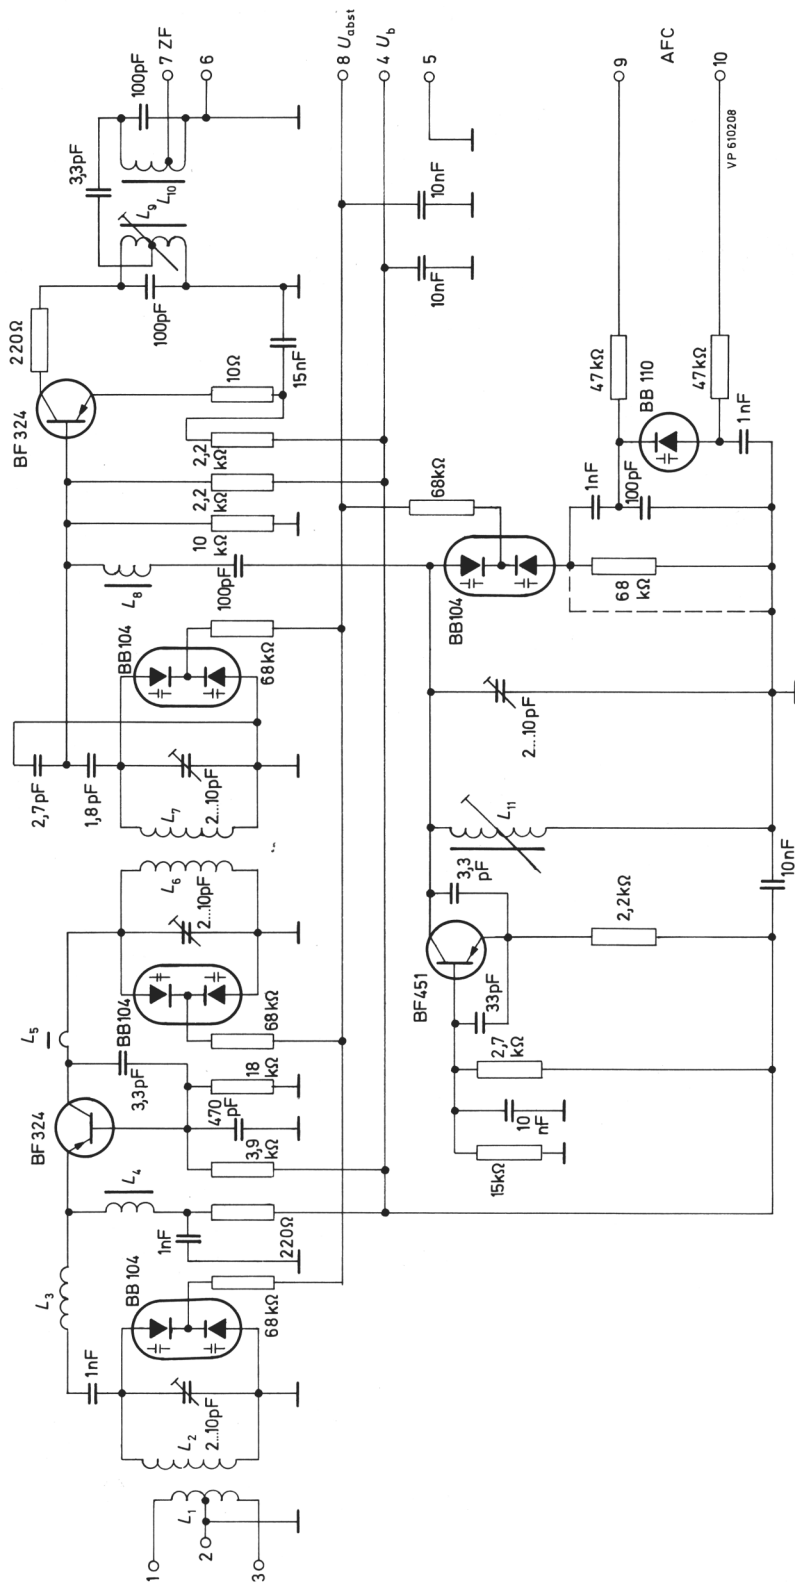 1
2
3
L₁
L₂
2...10pF
1nF
BB104
68kΩ
L₃
L₄
1nF
220Ω
BF324
3,9
kΩ
470
pF
18
kΩ
3,3pF
L₅
BB104
68kΩ
2...10pF
L₆
L₇
2...10pF
2,7pF
1,8pF
BB104
68kΩ
L₈
100pF
10
kΩ
2,2
kΩ
2,2
kΩ
BF324
10Ω
220Ω
15nF
100pF
L₉
L₁₀
3,3pF
100pF
7 ZF
6
8 Uabst
4 Ub
5
10nF
10nF
15kΩ
10
nF
2,7
kΩ
33pF
BF451
3,3
pF
2,2kΩ
L₁₁
10nF
2...10pF
BB104
68kΩ
68
kΩ
1nF
100pF
BB110
47kΩ
47kΩ
1nF
9
AFC
10
VP 610208